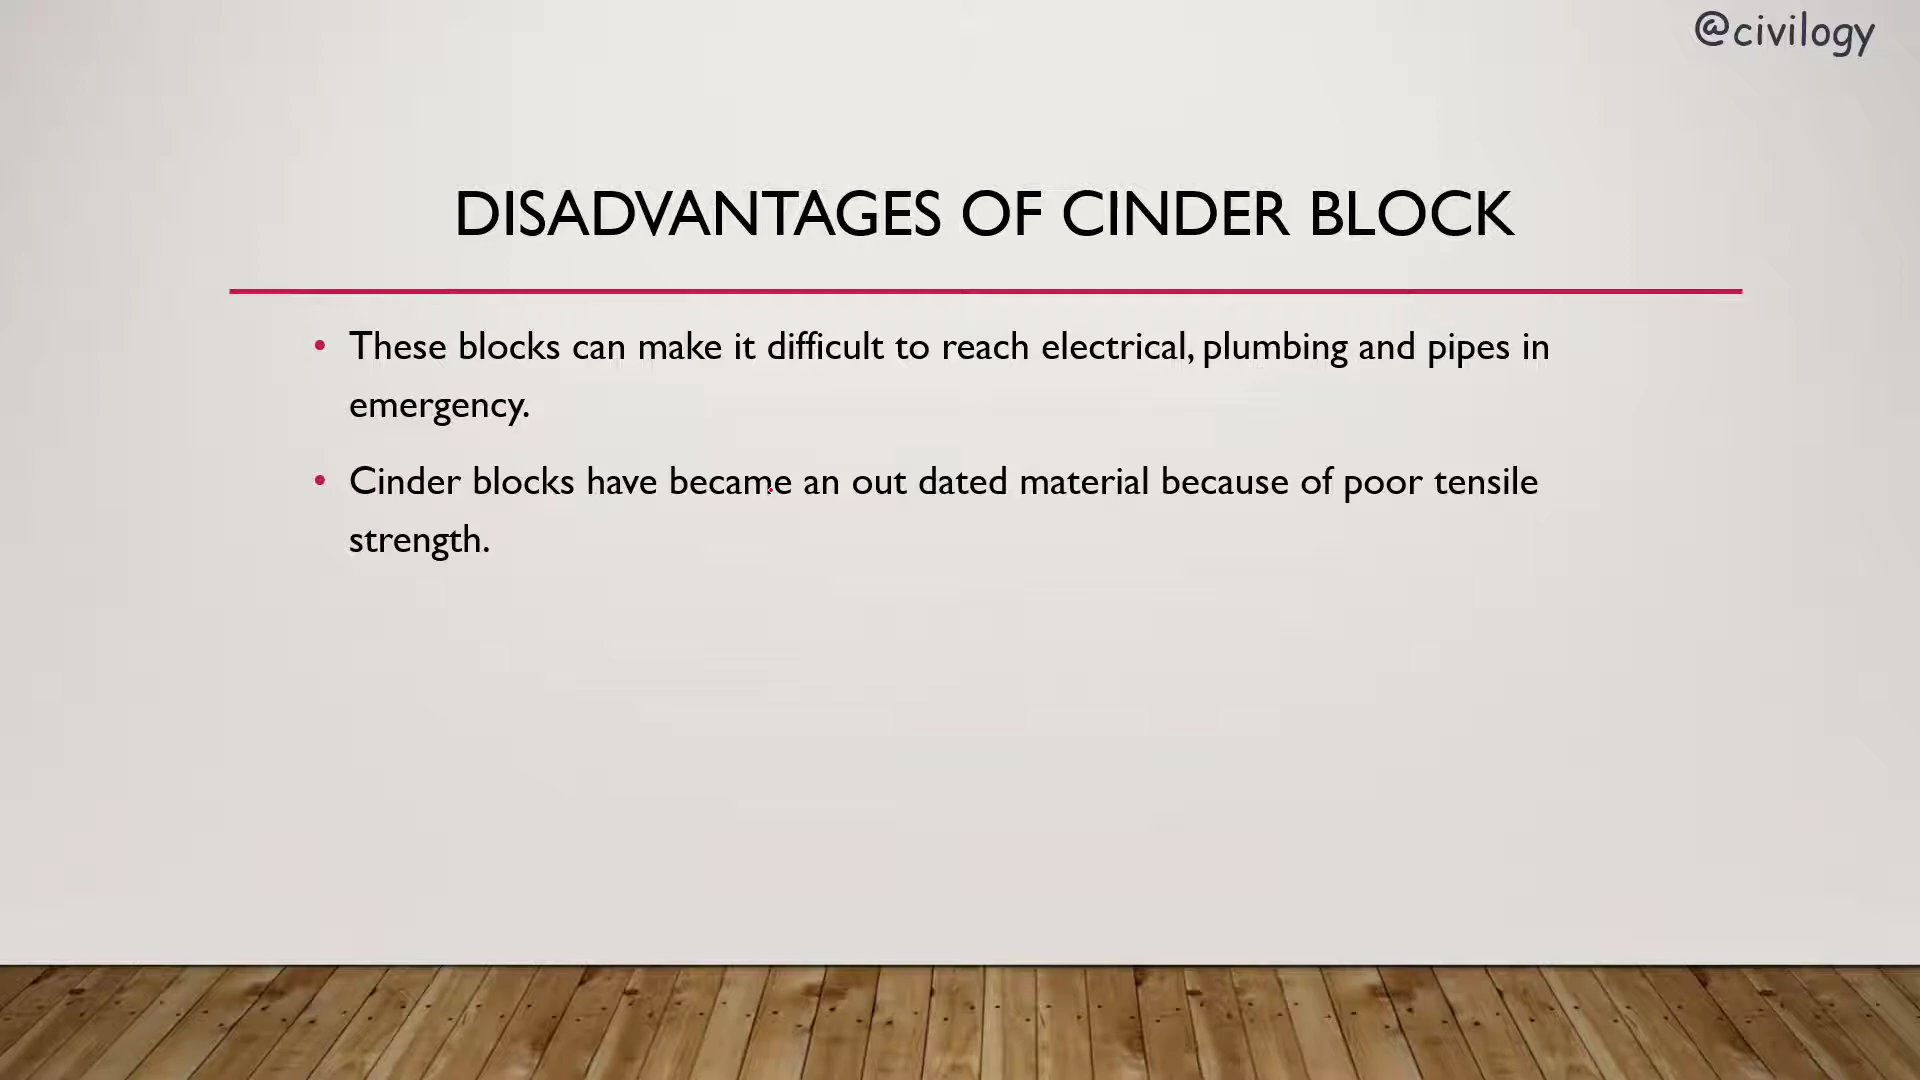 @civilogy
DISADVANTAGES OF CINDER BLOCK
• These blocks can make it difficult to reach electrical, plumbing and pipes in
emergency.
• Cinder blocks have became an out dated material because of poor tensile
strength.